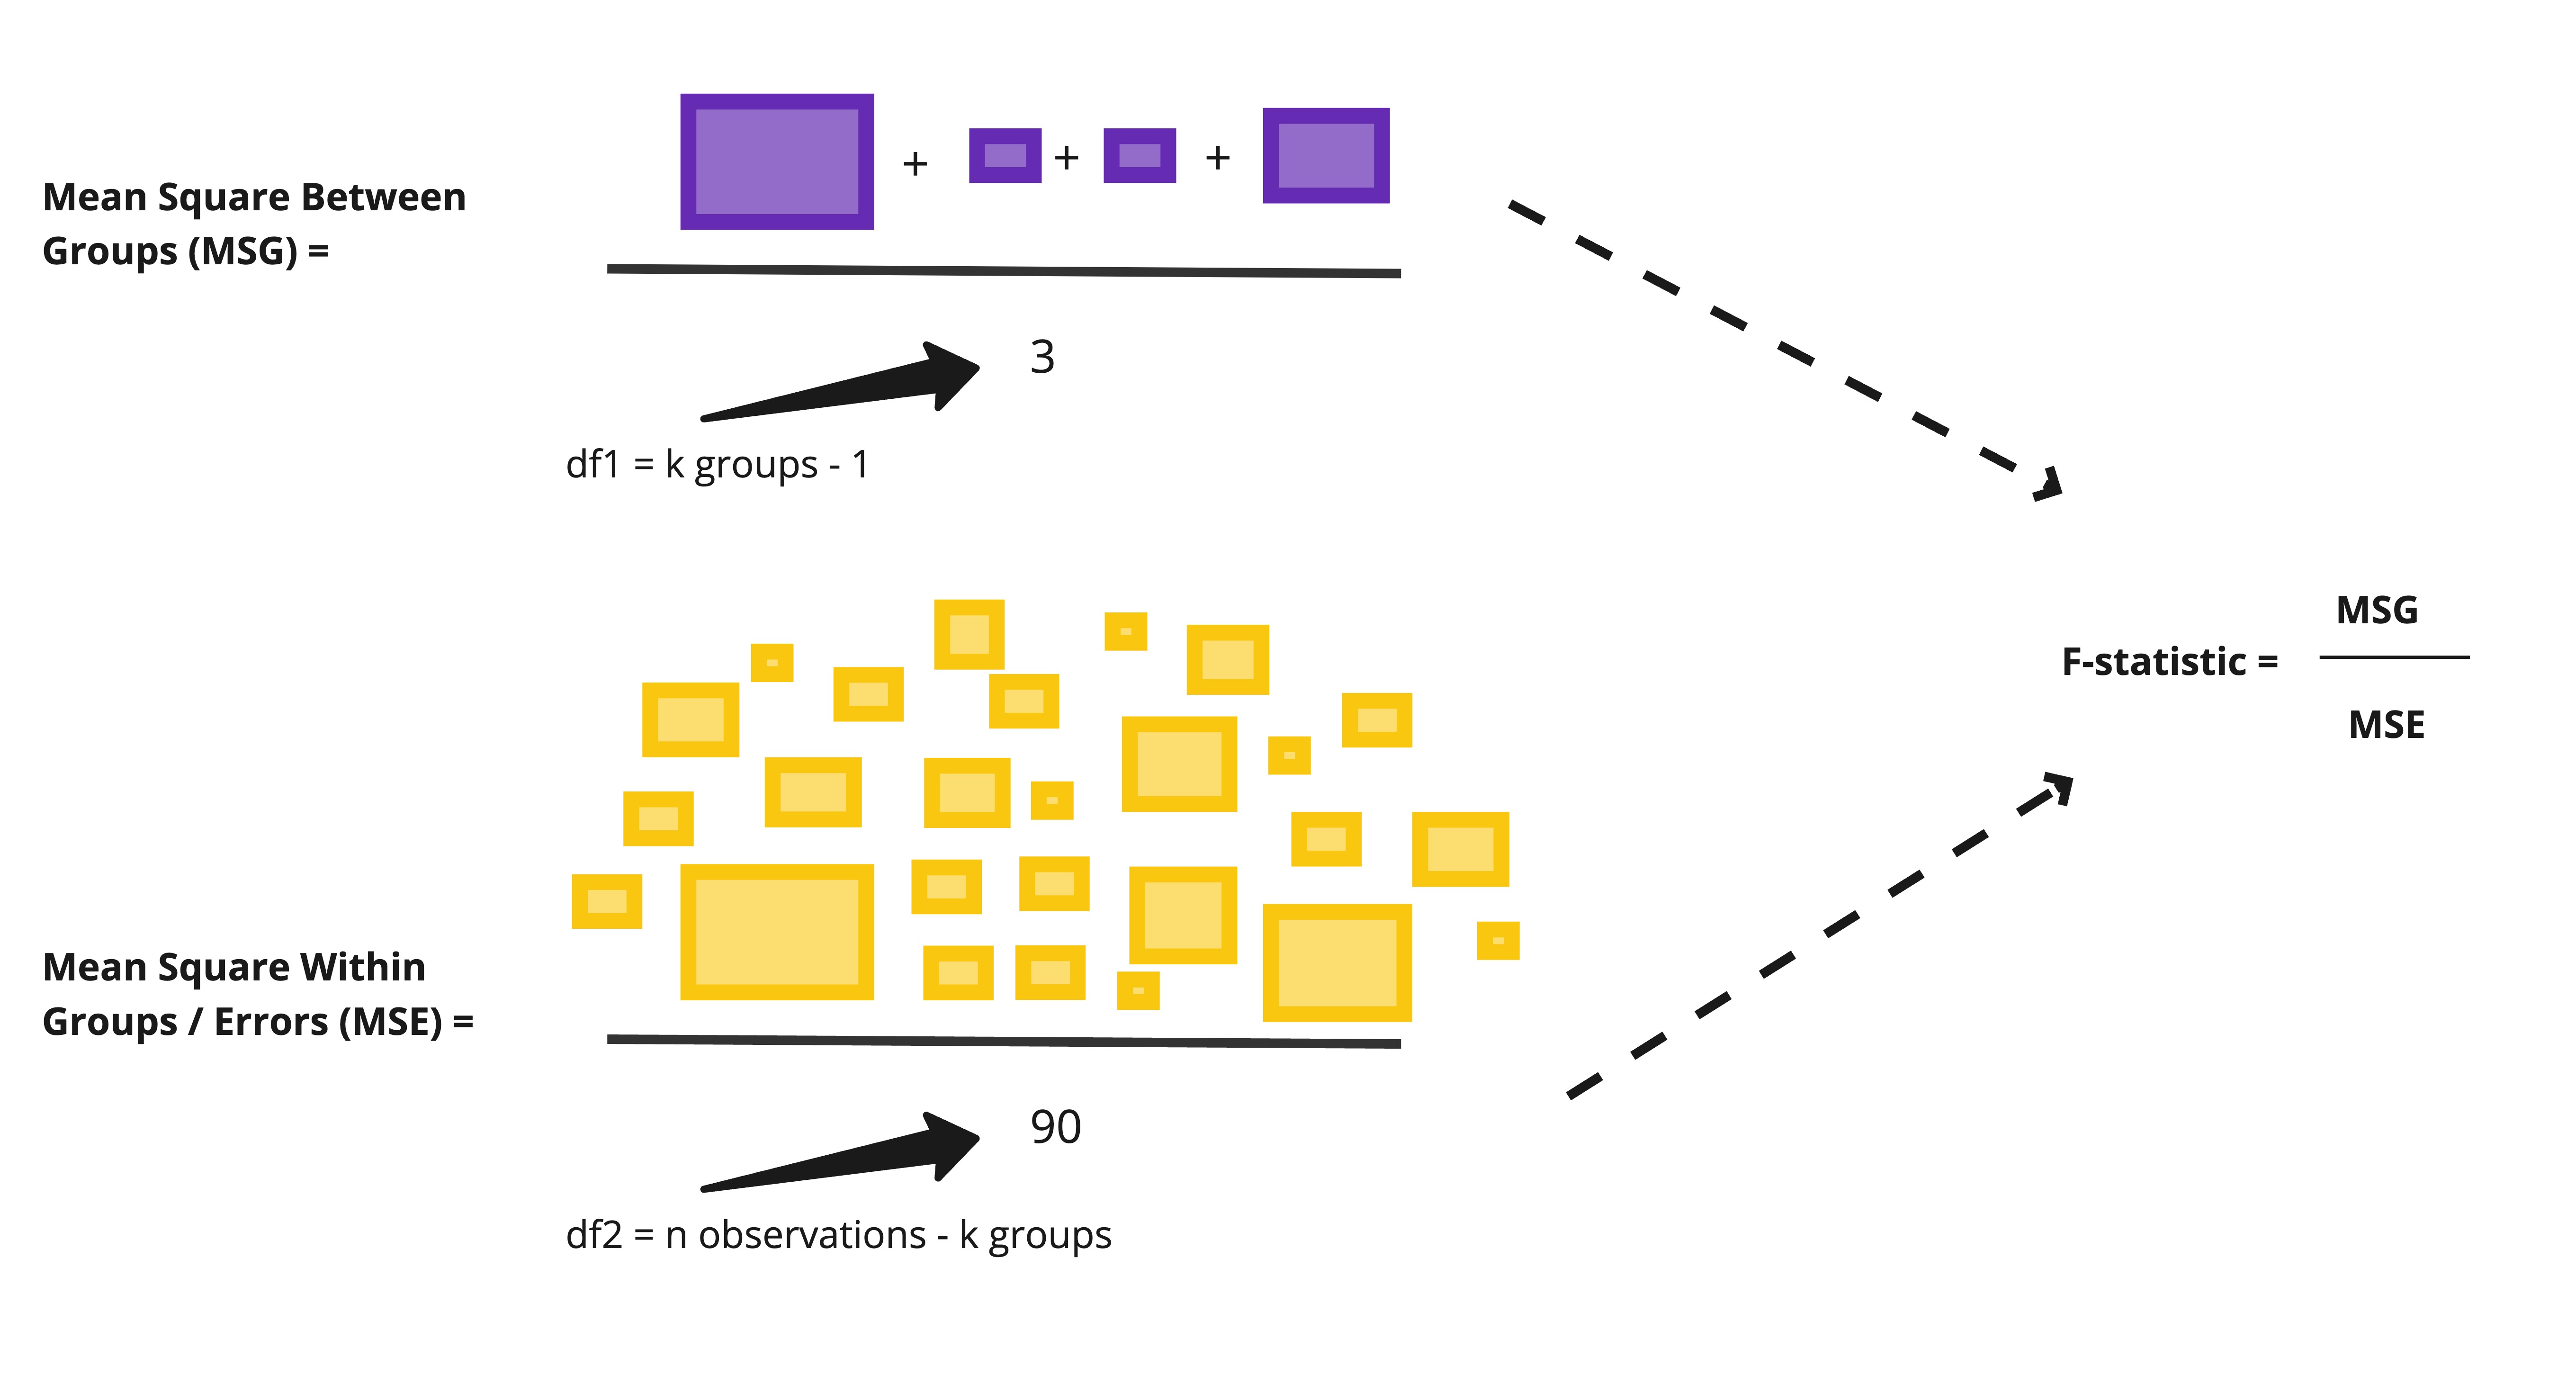 + + +
Mean Square Between
Groups (MSG) =
3
df1 = k groups - 1
MSG
F-statistic =
MSE
Mean Square Within
Groups / Errors (MSE) =
90
df2 = n observations - k groups